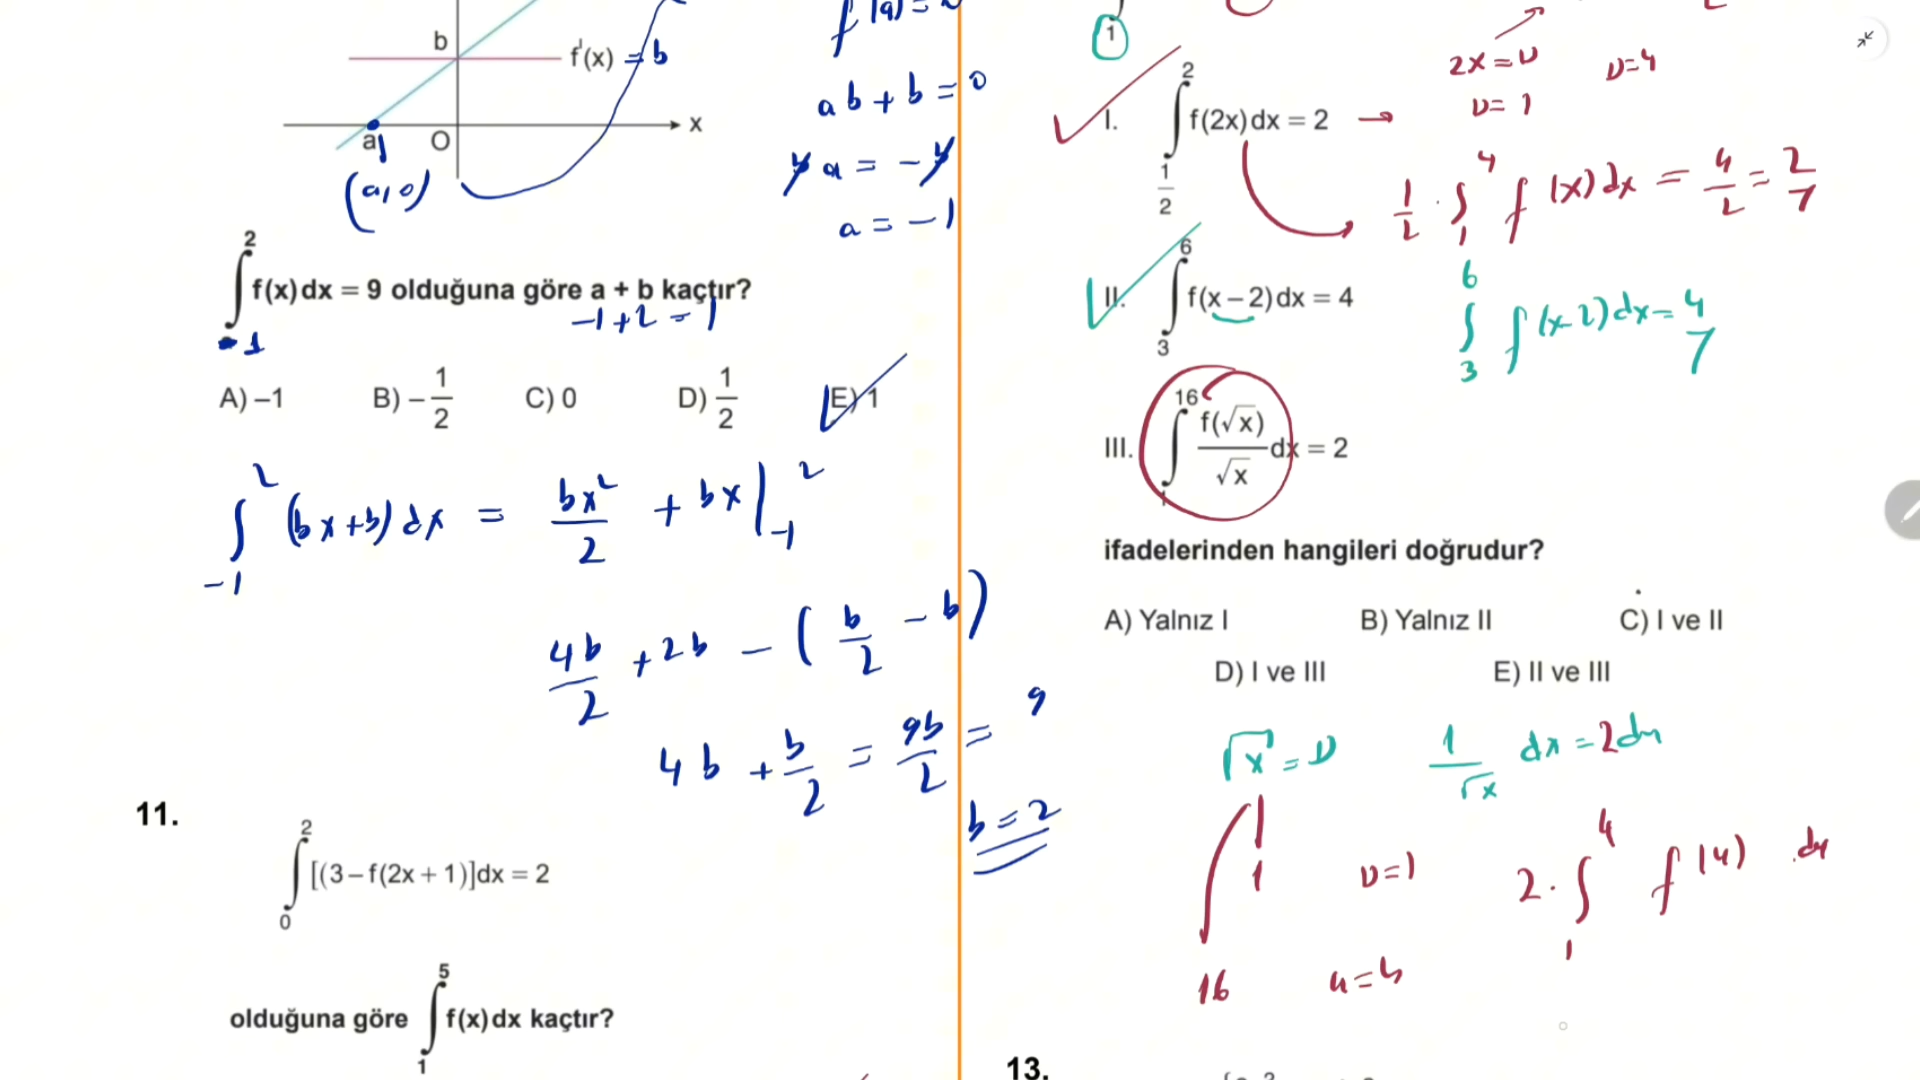 b
f'(x) = b
x
a
O
(a, 0)
ab + b = 0
a = -
a = -1
∫₋₁² f(x) dx = 9 olduğuna göre a + b kaçtır?
-1+2 = 1
A) –1 B) –1/2 C) 0 D) 1/2 E) 1
∫₋₁² (bx+b) dx = bx²/2 + bx |₋₁²
4b/2 + 2b - (b/2 - b)
4b + b/2 = 9b/2 = 9
b = 2
11.
∫₀² [(3 – f(2x + 1)]dx = 2
olduğuna göre ∫₁⁵ f(x) dx kaçtır?
1
2x = u
u=4
u= 1
I. ∫_{1/2}^{2} f(2x) dx = 2 →
1/2 · ∫₁⁴ f(x) dx = 4/2 = 2
II. ∫₃⁶ f(x – 2) dx = 4
∫₃⁶ f(x-2) dx = 4
III. ∫₁¹⁶ f(√x)/√x dx = 2
ifadelerinden hangileri doğrudur?
A) Yalnız I B) Yalnız II C) I ve II
D) I ve III E) II ve III
√x = u 1/√x dx = 2du
1 u=1
2. ∫₁⁴ f(u) du
16 u=4
13.